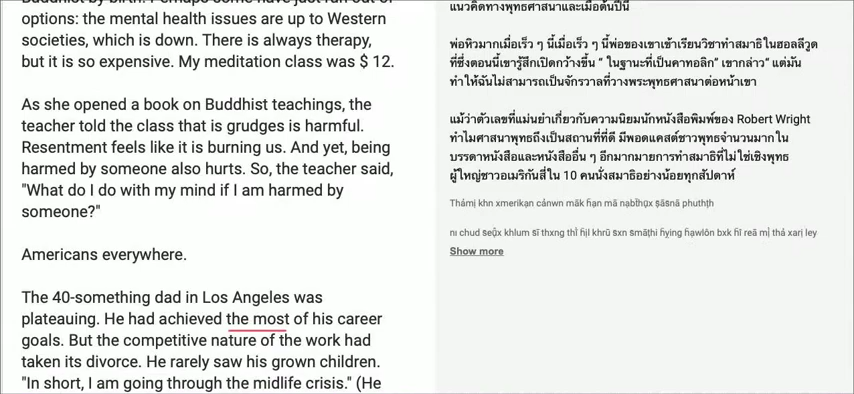 Buddhist by birth. Perhaps some have just run out of
options: the mental health issues are up to Western
societies, which is down. There is always therapy,
but it is so expensive. My meditation class was $ 12.
As she opened a book on Buddhist teachings, the
teacher told the class that is grudges is harmful.
Resentment feels like it is burning us. And yet, being
harmed by someone also hurts. So, the teacher said,
"What do I do with my mind if I am harmed by
someone?"
Americans everywhere.
The 40-something dad in Los Angeles was
plateauing. He had achieved the most of his career
goals. But the competitive nature of the work had
taken its divorce. He rarely saw his grown children.
"In short, I am going through the midlife crisis." (He
แนวคิดทางพุทธศาสนาและเมื่อต้นปีนี้
พ่อหิวมากเมื่อเร็ว ๆ นี้เมื่อเร็ว ๆ นี้พ่อของเขาเข้าเรียนวิชาทำสมาธิในฮอลลีวูด
ที่ซึ่งตอนนี้เขารู้สึกเปิดกว้างขึ้น " ในฐานะที่เป็นคาทอลิก" เขากล่าว" แต่มัน
ทำให้ฉันไม่สามารถเป็นจักรวาลที่วางพระพุทธศาสนาต่อหน้าเขา
แม้ว่าตัวเลขที่แม่นยำเกี่ยวกับความนิยมนักหนังสือพิมพ์ของ Robert Wright
ทำไมศาสนาพุทธถึงเป็นสถานที่ที่ดี มีพอดแคสต์ชาวพุทธจำนวนมากใน
บรรดาหนังสือและหนังสืออื่น ๆ อีกมากมายการทำสมาธิที่ไม่ใช่เชิงพุทธ
ผู้ใหญ่ชาวอเมริกันสี่ใน 10 คนนั่งสมาธิอย่างน้อยทุกสัปดาห์
Show more